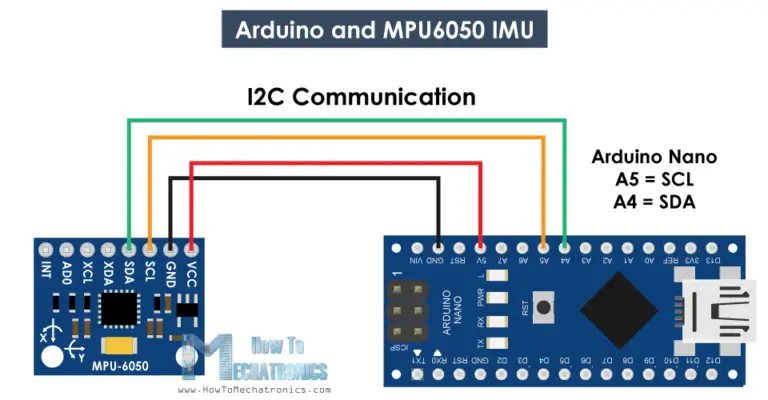 Arduino and MPU6050 IMU
I2C Communication
Arduino Nano
A5 = SCL
A4 = SDA
INT
AD0
XCL
XDA
SDA
SCL
GND
VCC
X
Y
MPU-6050
VIN
GND
RST
5V
A7
A6
A5
A4
A3
A2
A1
A0
REF
3V3
D13
1
ICSP
ARDUINO
NANO
L
PWR
RX
TX
RST
TX1
RX0
RST
GND
D2
D3
D4
D5
D6
D7
D8
D9
D10
D11
D12
How To
Mechatronics
www.HowToMechatronics.com